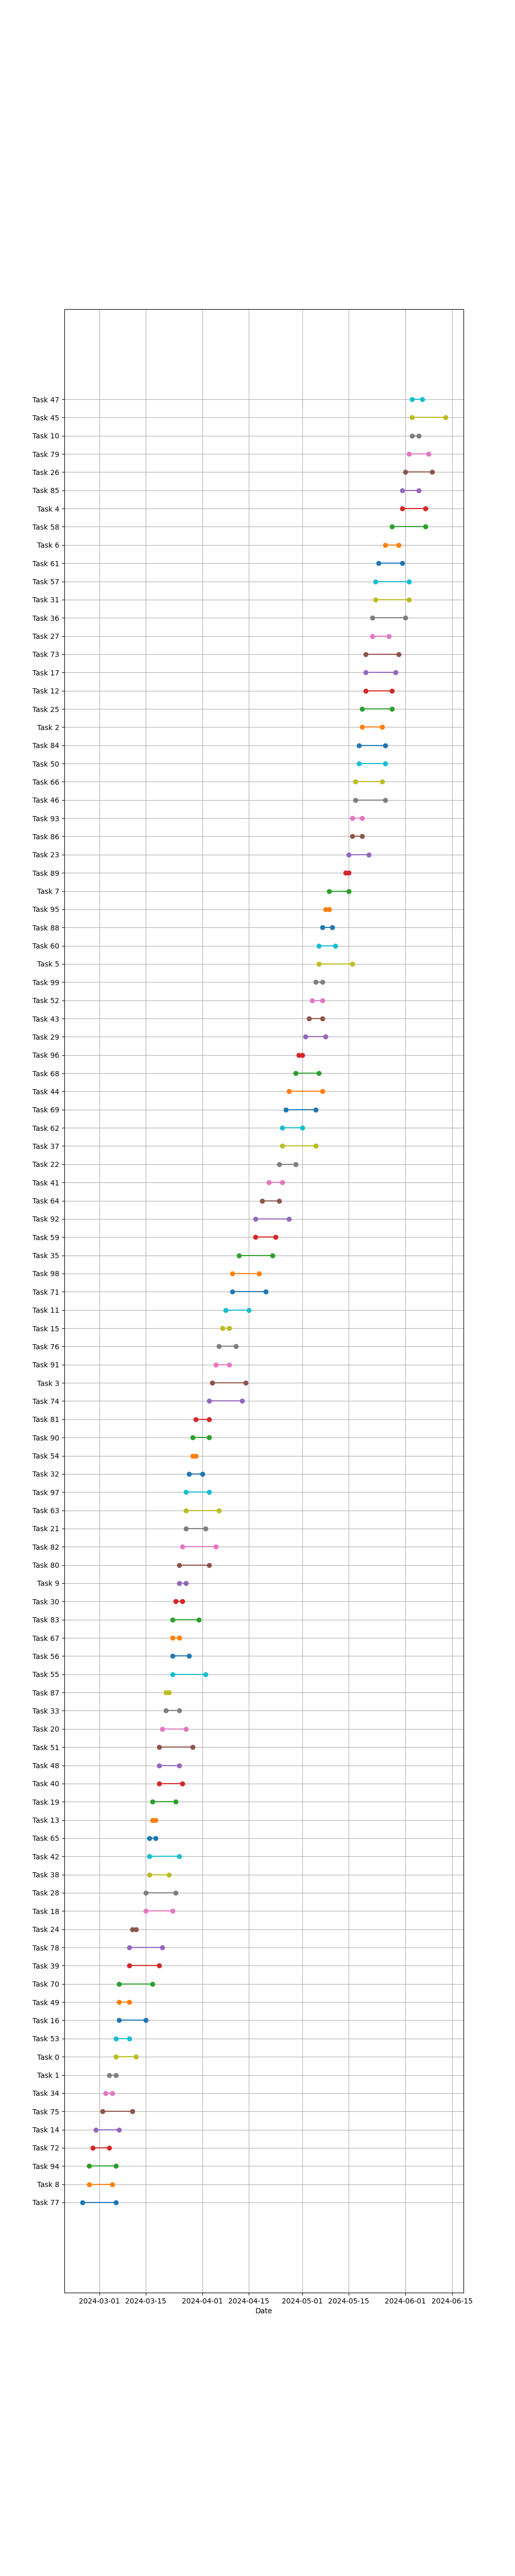 Task 47
Task 45
Task 10
Task 79
Task 26
Task 85
Task 4
Task 58
Task 6
Task 61
Task 57
Task 31
Task 36
Task 27
Task 73
Task 17
Task 12
Task 25
Task 2
Task 84
Task 50
Task 66
Task 46
Task 93
Task 86
Task 23
Task 89
Task 7
Task 95
Task 88
Task 60
Task 5
Task 99
Task 52
Task 43
Task 29
Task 96
Task 68
Task 44
Task 69
Task 62
Task 37
Task 22
Task 41
Task 64
Task 92
Task 59
Task 35
Task 98
Task 71
Task 11
Task 15
Task 76
Task 91
Task 3
Task 74
Task 81
Task 90
Task 54
Task 32
Task 97
Task 63
Task 21
Task 82
Task 80
Task 9
Task 30
Task 83
Task 67
Task 56
Task 55
Task 87
Task 33
Task 20
Task 51
Task 48
Task 40
Task 19
Task 13
Task 65
Task 42
Task 38
Task 28
Task 18
Task 24
Task 78
Task 39
Task 70
Task 49
Task 16
Task 53
Task 0
Task 1
Task 34
Task 75
Task 14
Task 72
Task 94
Task 8
Task 77
2024-03-01 2024-03-15 2024-04-01 2024-04-15 2024-05-01 2024-05-15 2024-06-01 2024-06-15
Date